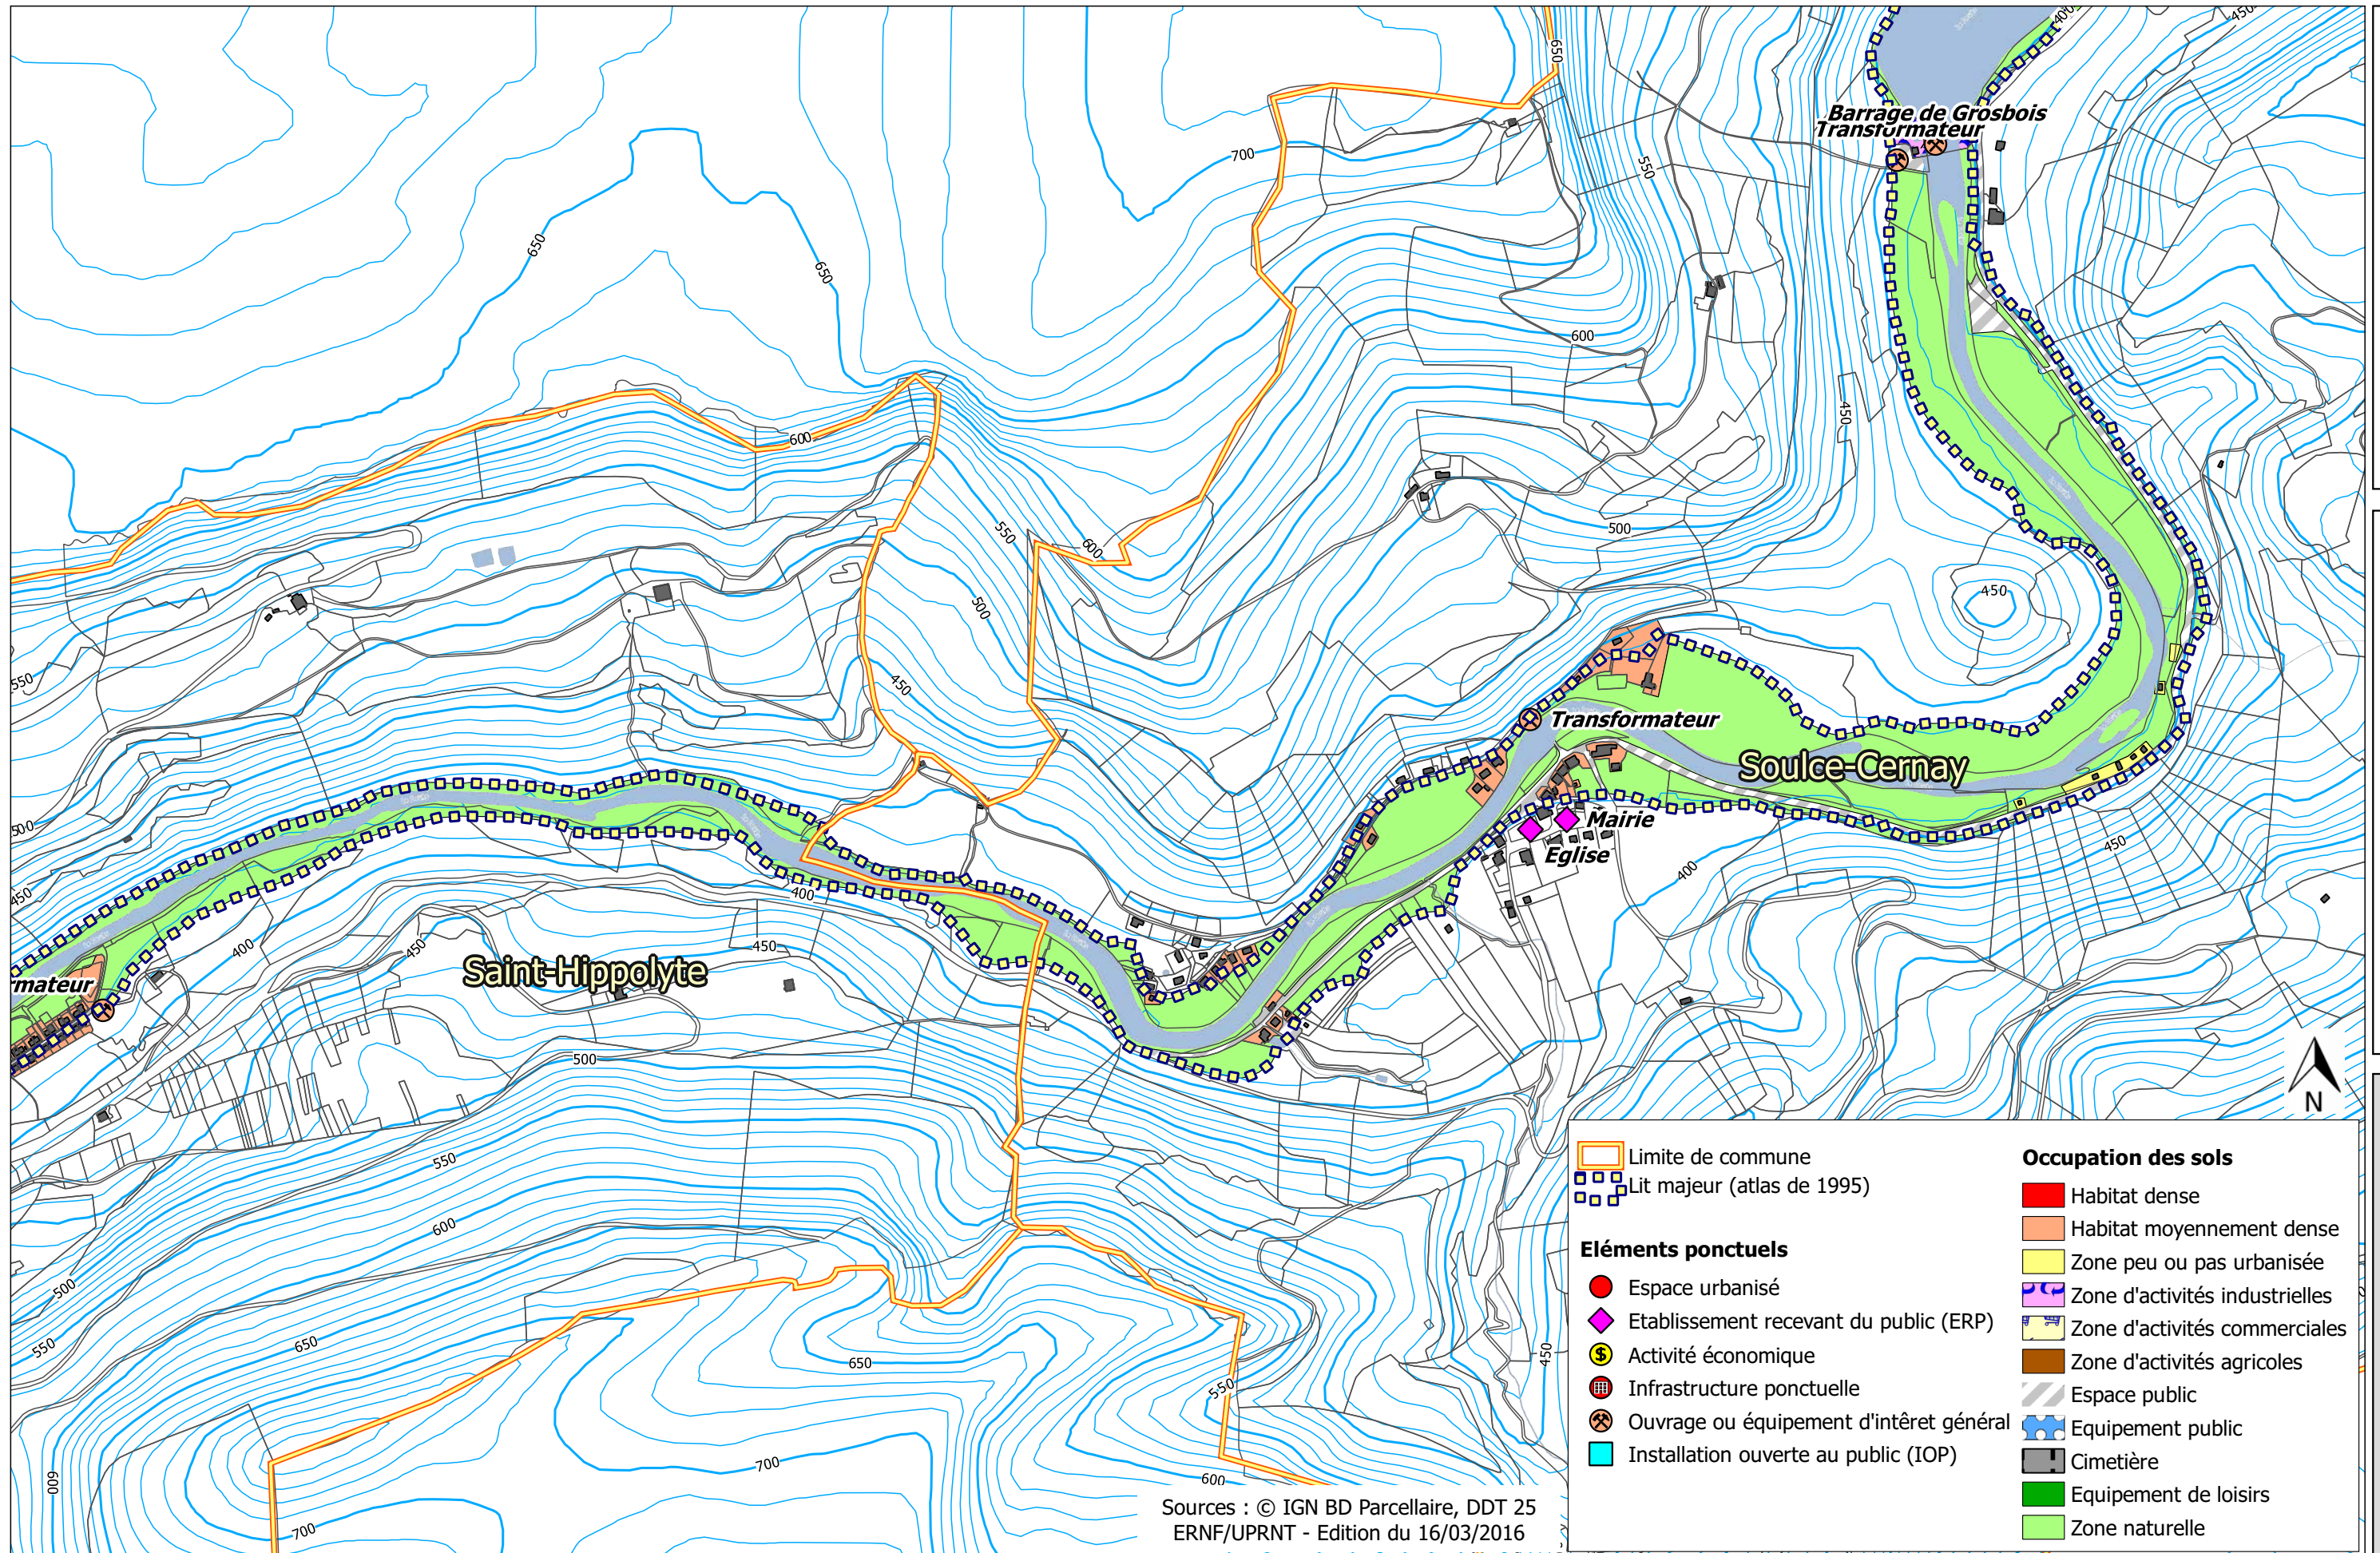 650
400
450
Barrage de Grosbois
Transformateur
700
550
650
650
600
450
600
500
550
600
450
500
550
450
Transformateur
Soulce-Cernay
Mairie
Eglise
500
450
400
450
400
450
400
450
Saint-Hippolyte
rmateur
500
550
600
500
550
650
650
550
450
600
700
700
600
N
Limite de commune
Lit majeur (atlas de 1995)
Eléments ponctuels
Espace urbanisé
Etablissement recevant du public (ERP)
Activité économique
Infrastructure ponctuelle
Ouvrage ou équipement d'intêret général
Installation ouverte au public (IOP)
Occupation des sols
Habitat dense
Habitat moyennement dense
Zone peu ou pas urbanisée
Zone d'activités industrielles
Zone d'activités commerciales
Zone d'activités agricoles
Espace public
Equipement public
Cimetière
Equipement de loisirs
Zone naturelle
Sources : © IGN BD Parcellaire, DDT 25
ERNF/UPRNT - Edition du 16/03/2016